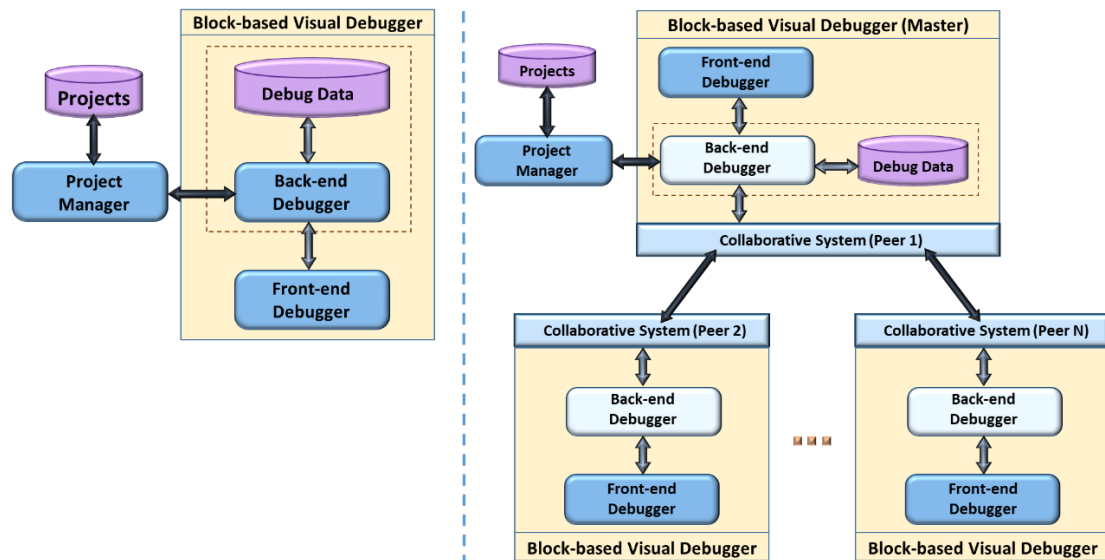 Block-based Visual Debugger
Projects
Debug Data
Project
Manager
Back-end
Debugger
Front-end
Debugger
Block-based Visual Debugger (Master)
Projects
Front-end
Debugger
Project
Manager
Back-end
Debugger
Debug Data
Collaborative System (Peer 1)
Collaborative System (Peer 2)
Back-end
Debugger
Front-end
Debugger
Block-based Visual Debugger
Collaborative System (Peer N)
Back-end
Debugger
Front-end
Debugger
Block-based Visual Debugger